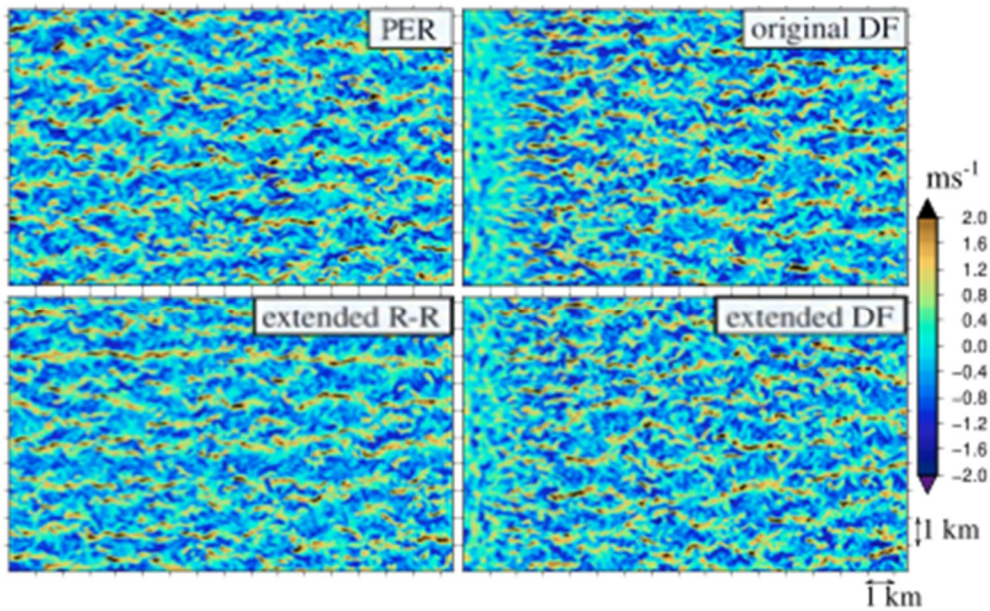 PER
original DF
extended R-R
extended DF
ms⁻¹
2.0
1.6
1.2
0.8
0.4
0.0
−0.4
−0.8
−1.2
−1.6
−2.0
1 km
1 km